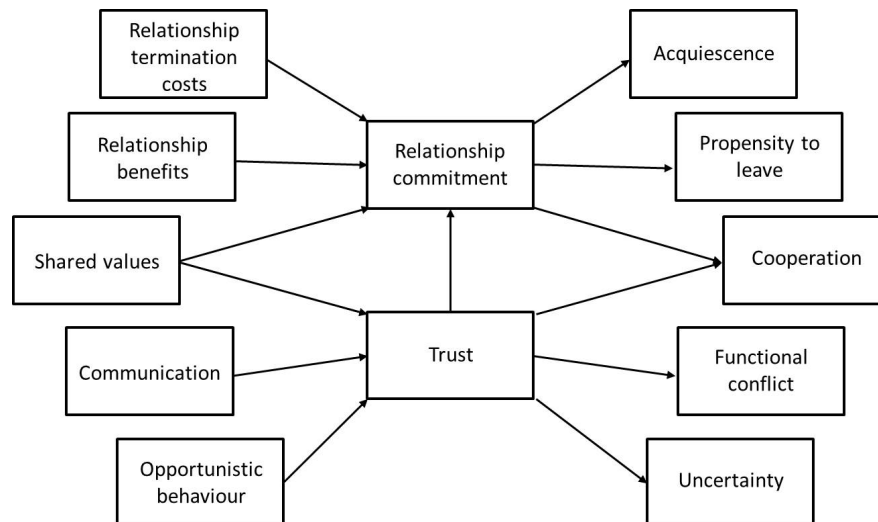 Relationship
termination
costs
Acquiescence
Relationship
benefits
Relationship
commitment
Propensity to
leave
Shared values
Cooperation
Communication
Trust
Functional
conflict
Opportunistic
behaviour
Uncertainty